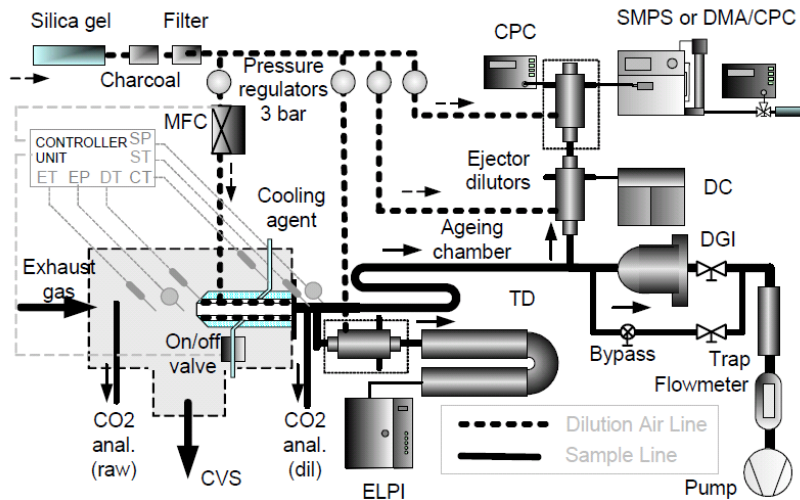 Silica gel
Filter
Charcoal
Pressure
regulators
3 bar
MFC
CPC
SMPS or DMA/CPC
CONTROLLER
UNIT
SP
ST
ET EP DT CT
Cooling
agent
Ejector
dilutors
DC
Ageing
chamber
DGI
Exhaust
gas
TD
On/off
valve
Bypass
Trap
Flowmeter
CO2
anal.
(raw)
CVS
CO2
anal.
(dil)
ELPI
Dilution Air Line
Sample Line
Pump